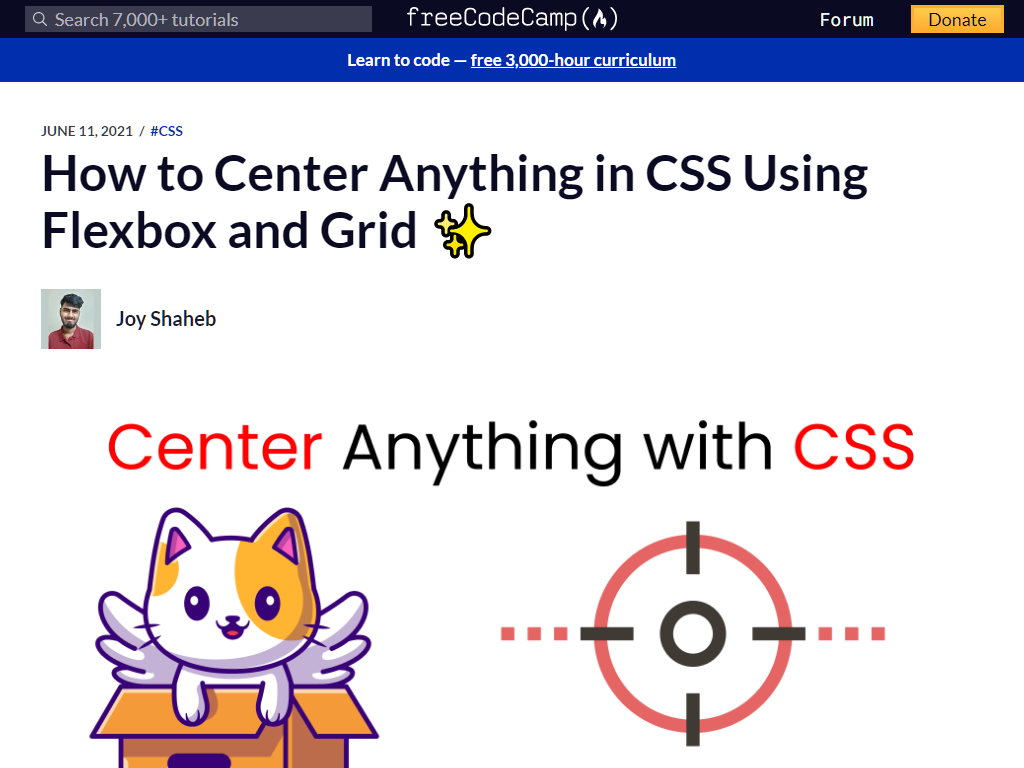 Search 7,000+ tutorials
freeCodeCamp
Forum
Donate
Learn to code — free 3,000-hour curriculum
JUNE 11, 2021 / #CSS
How to Center Anything in CSS Using
Flexbox and Grid ✨
Joy Shaheb
Center Anything with CSS